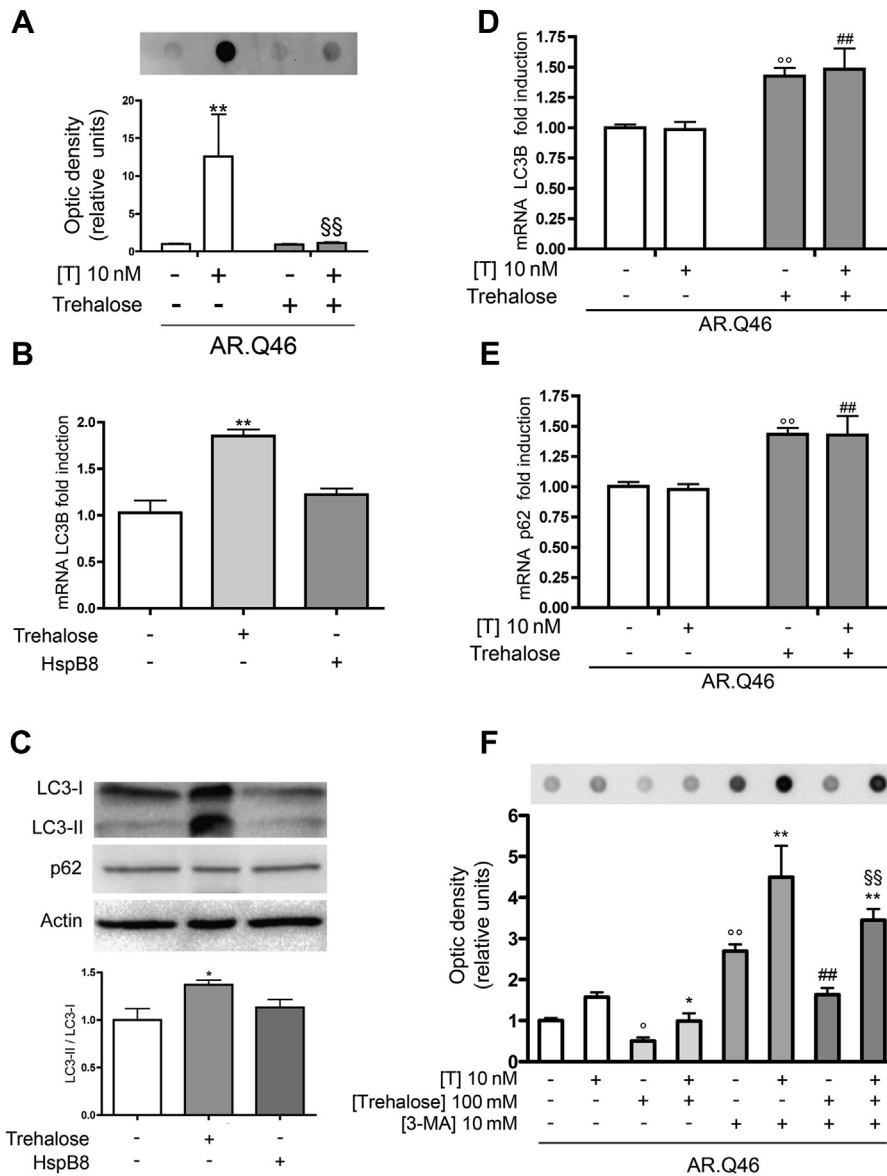 A
Optic density
(relative units)
20
15
10
5
0
**
§§
[T] 10 nM - + - +
Trehalose - - + +
AR.Q46
B
mRNA LC3B fold indction
2.0
1.5
1.0
0.5
0.0
**
Trehalose - + -
HspB8 - - +
C
LC3-I
LC3-II
p62
Actin
LC3-II / LC3-I
1.5
1.0
0.5
0.0
*
Trehalose - + -
HspB8 - - +
D
mRNA LC3B fold induction
1.75
1.50
1.25
1.00
0.75
0.50
0.25
0.00
°°
##
[T] 10 nM - + - +
Trehalose - - + +
AR.Q46
E
mRNA p62 fold induction
1.75
1.50
1.25
1.00
0.75
0.50
0.25
0.00
°°
##
[T] 10 nM - + - +
Trehalose - - + +
AR.Q46
F
Optic density
(relative units)
6
5
4
3
2
1
0
°
*
°°
**
##
§§
**
[T] 10 nM - + - + - + - +
[Trehalose] 100 mM - - + + - - + +
[3-MA] 10 mM - - - - + + + +
AR.Q46